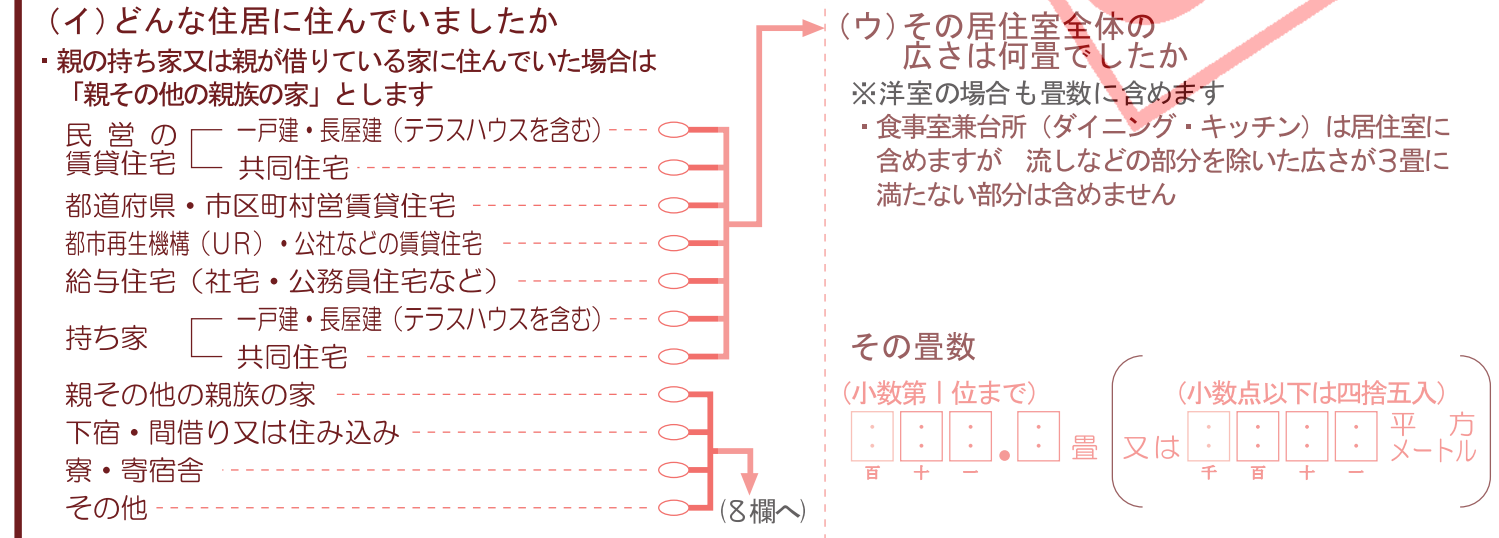 （イ）どんな住居に住んでいましたか
・親の持ち家又は親が借りている家に住んでいた場合は
「親その他の親族の家」とします
民営の
賃貸住宅
一戸建・長屋建（テラスハウスを含む）
共同住宅
都道府県・市区町村営賃貸住宅
都市再生機構（UR）・公社などの賃貸住宅
給与住宅（社宅・公務員住宅など）
持ち家
一戸建・長屋建（テラスハウスを含む）
共同住宅
親その他の親族の家
下宿・間借り又は住み込み
寮・寄宿舎
その他
（8欄へ）
（ウ）その居住室全体の
広さは何畳でしたか
※洋室の場合も畳数に含めます
・食事室兼台所（ダイニング・キッチン）は居住室に
含めますが 流しなどの部分を除いた広さが3畳に
満たない部分は含めません
その畳数
（小数第1位まで）
百 十 一
畳
又は
（小数点以下は四捨五入）
千 百 十 一
平方
メートル